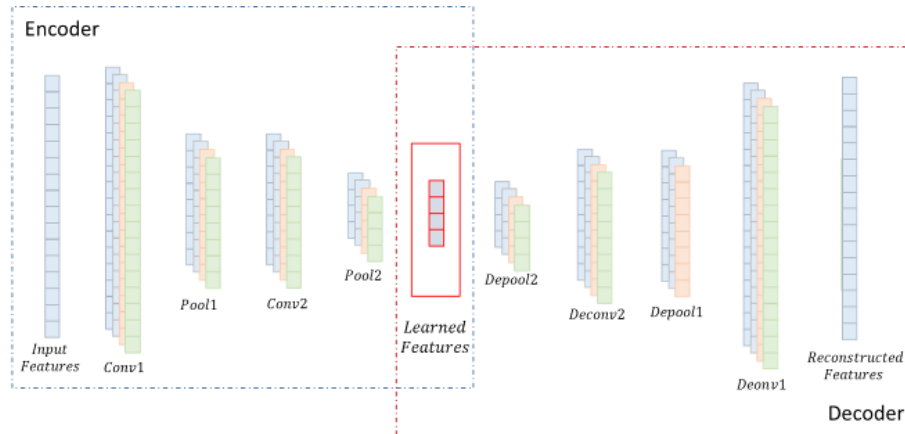 Encoder
Input
Features
Conv1
Pool1
Conv2
Pool2
Learned
Features
Depool2
Deconv2
Depool1
Deonv1
Reconstructed
Features
Decoder